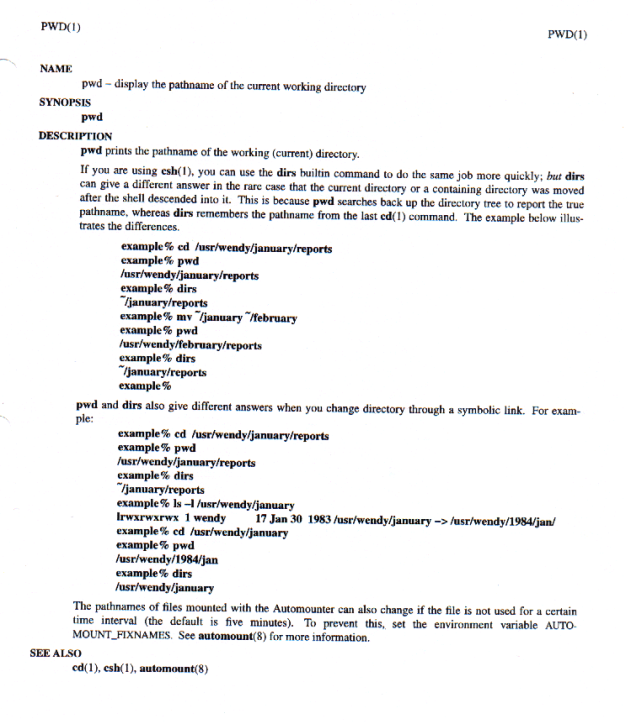 PWD(1)
PWD(1)
NAME
pwd – display the pathname of the current working directory
SYNOPSIS
pwd
DESCRIPTION
pwd prints the pathname of the working (current) directory.
If you are using csh(1), you can use the dirs builtin command to do the same job more quickly; but dirs
can give a different answer in the rare case that the current directory or a containing directory was moved
after the shell descended into it. This is because pwd searches back up the directory tree to report the true
pathname, whereas dirs remembers the pathname from the last cd(1) command. The example below illus-
trates the differences.
example% cd /usr/wendy/january/reports
example% pwd
/usr/wendy/january/reports
example% dirs
~/january/reports
example% mv ~/january ~/february
example% pwd
/usr/wendy/february/reports
example% dirs
~/january/reports
example%
pwd and dirs also give different answers when you change directory through a symbolic link. For exam-
ple:
example% cd /usr/wendy/january/reports
example% pwd
/usr/wendy/january/reports
example% dirs
~/january/reports
example% ls –l /usr/wendy/january
lrwxrwxrwx 1 wendy 17 Jan 30 1983 /usr/wendy/january –> /usr/wendy/1984/jan/
example% cd /usr/wendy/january
example% pwd
/usr/wendy/1984/jan
example% dirs
/usr/wendy/january
The pathnames of files mounted with the Automounter can also change if the file is not used for a certain
time interval (the default is five minutes). To prevent this, set the environment variable AUTO-
MOUNT_FIXNAMES. See automount(8) for more information.
SEE ALSO
cd(1), csh(1), automount(8)